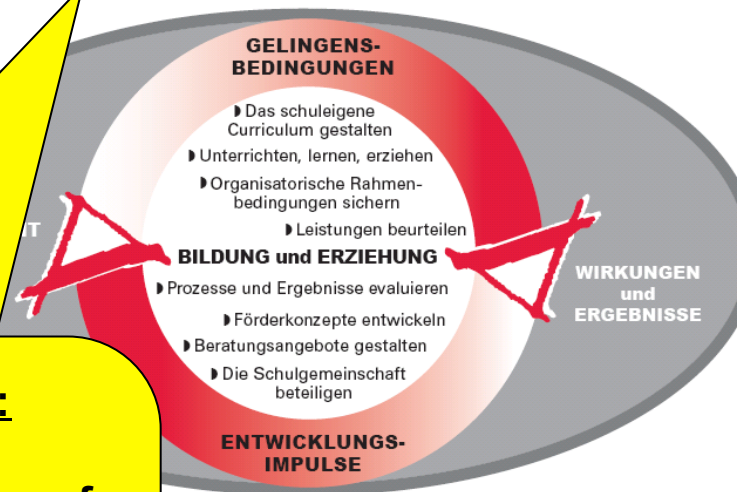 GELINGENS-
BEDINGUNGEN
◗ Das schuleigene
Curriculum gestalten
◗ Unterrichten, lernen, erziehen
◗ Organisatorische Rahmen-
bedingungen sichern
◗ Leistungen beurteilen
BILDUNG und ERZIEHUNG
◗ Prozesse und Ergebnisse evaluieren
◗ Förderkonzepte entwickeln
◗ Beratungsangebote gestalten
◗ Die Schulgemeinschaft
beteiligen
ENTWICKLUNGS-
IMPULSE
WIRKUNGEN
und
ERGEBNISSE